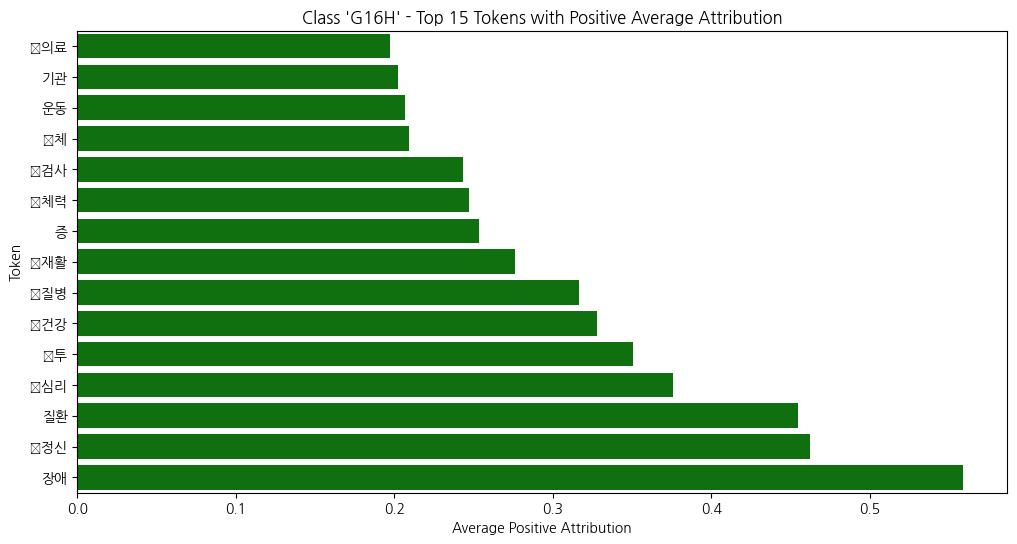 Class 'G16H' - Top 15 Tokens with Positive Average Attribution
Token
☒의료
기관
운동
☒체
☒검사
☒체력
증
☒재활
☒질병
☒건강
☒투
☒심리
질환
☒정신
장애
0.0 0.1 0.2 0.3 0.4 0.5
Average Positive Attribution